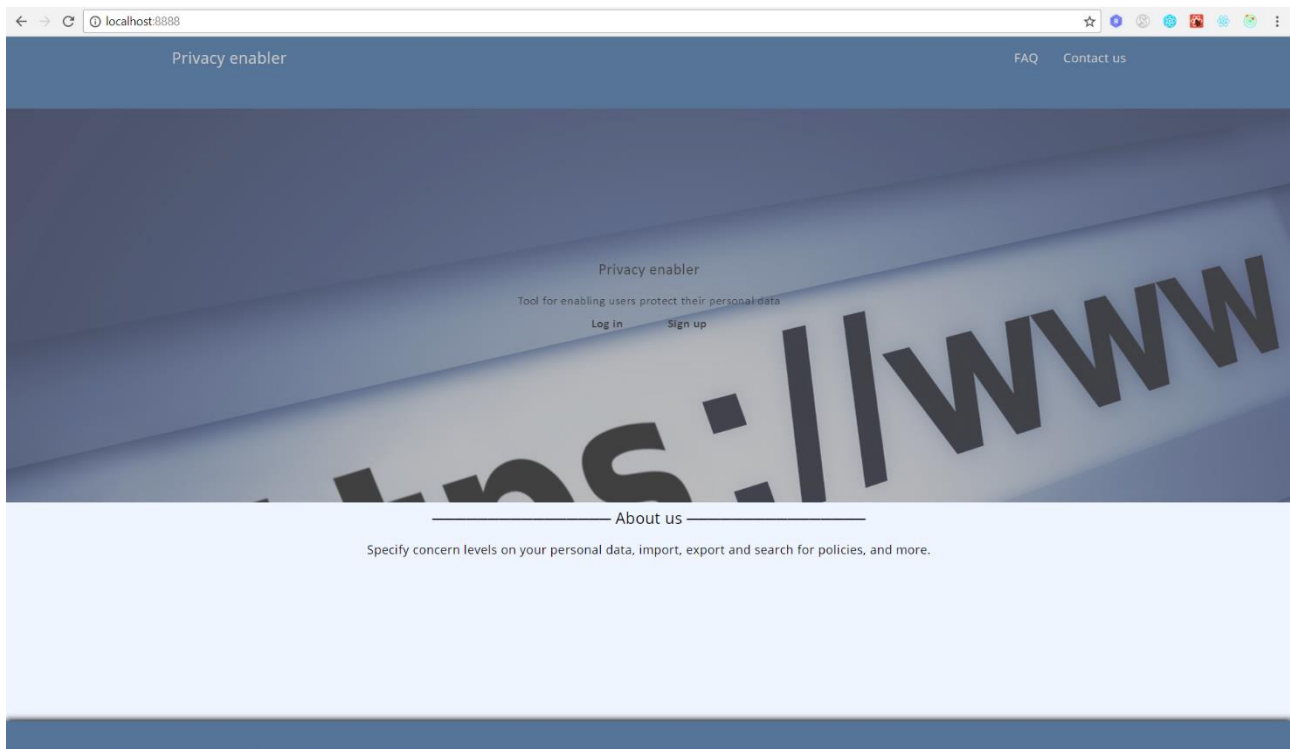 localhost:8888
Privacy enabler FAQ Contact us
Privacy enabler
Tool for enabling users protect their personal data
Log in Sign up
ttps://www
About us
Specify concern levels on your personal data, import, export and search for policies, and more.